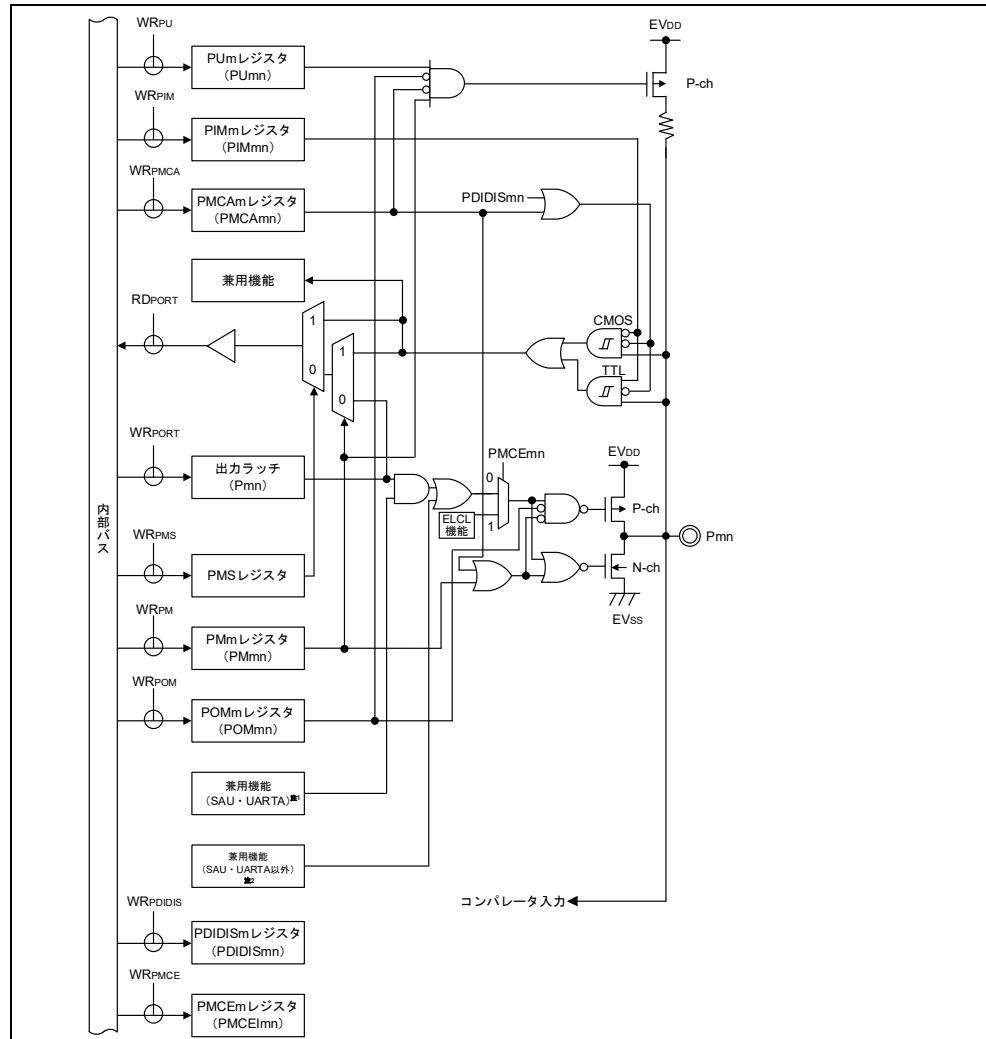 WRPU
EVDD
PUmレジスタ
(PUmn)
P-ch
WRPIM
PIMmレジスタ
(PIMmn)
WRPMCA
PMCAmレジスタ
(PMCAmn)
PDIDISmn
兼用機能
RDPORT
CMOS
1
1
0
TTL
0
WRPORT
PMCEmn
EVDD
出力ラッチ
(Pmn)
0
P-ch
ELCL
機能
1
Pmn
内部バス
WRPMS
PMSレジスタ
N-ch
EVSS
WRPM
PMmレジスタ
(PMmn)
WRPOM
POMmレジスタ
(POMmn)
兼用機能
(SAU・UARTA)注1
兼用機能
(SAU・UARTA以外)
注2
コンパレータ入力
WRPDIDIS
PDIDISmレジスタ
(PDIDISmn)
WRPMCE
PMCEmレジスタ
(PMCEImn)